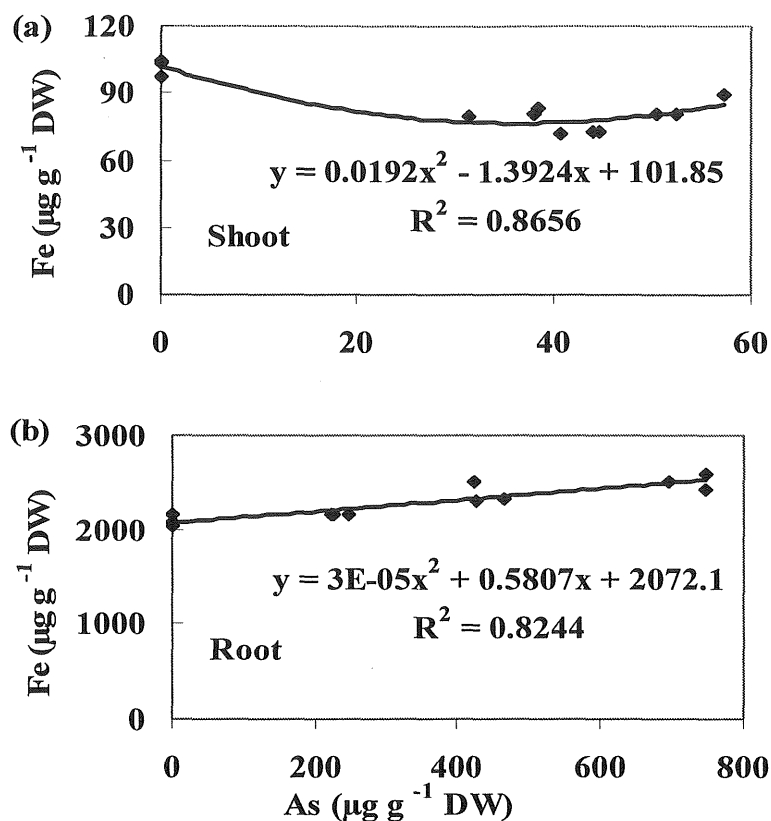 (a)
120
90
60
30
0
Fe (µg g⁻¹ DW)
y = 0.0192x² - 1.3924x + 101.85
R² = 0.8656
Shoot
0 20 40 60
(b)
3000
2000
1000
0
Fe (µg g⁻¹ DW)
y = 3E-05x² + 0.5807x + 2072.1
R² = 0.8244
Root
0 200 400 600 800
As (µg g⁻¹ DW)